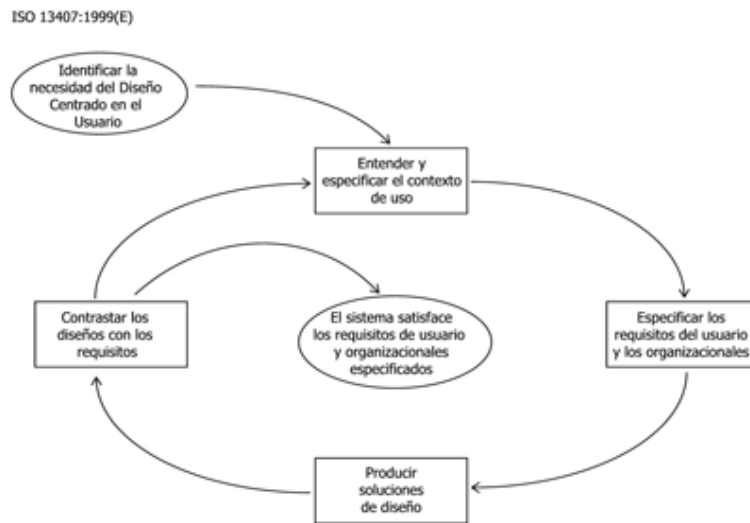 ISO 13407:1999(E)
Identificar la
necesidad del Diseño
Centrado en el
Usuario
Entender y
especificar el contexto
de uso
Contrastar los
diseños con los
requisitos
El sistema satisface
los requisitos de usuario
y organizacionales
especificados
Especificar los
requisitos del usuario
y los organizacionales
Producir
soluciones
de diseño